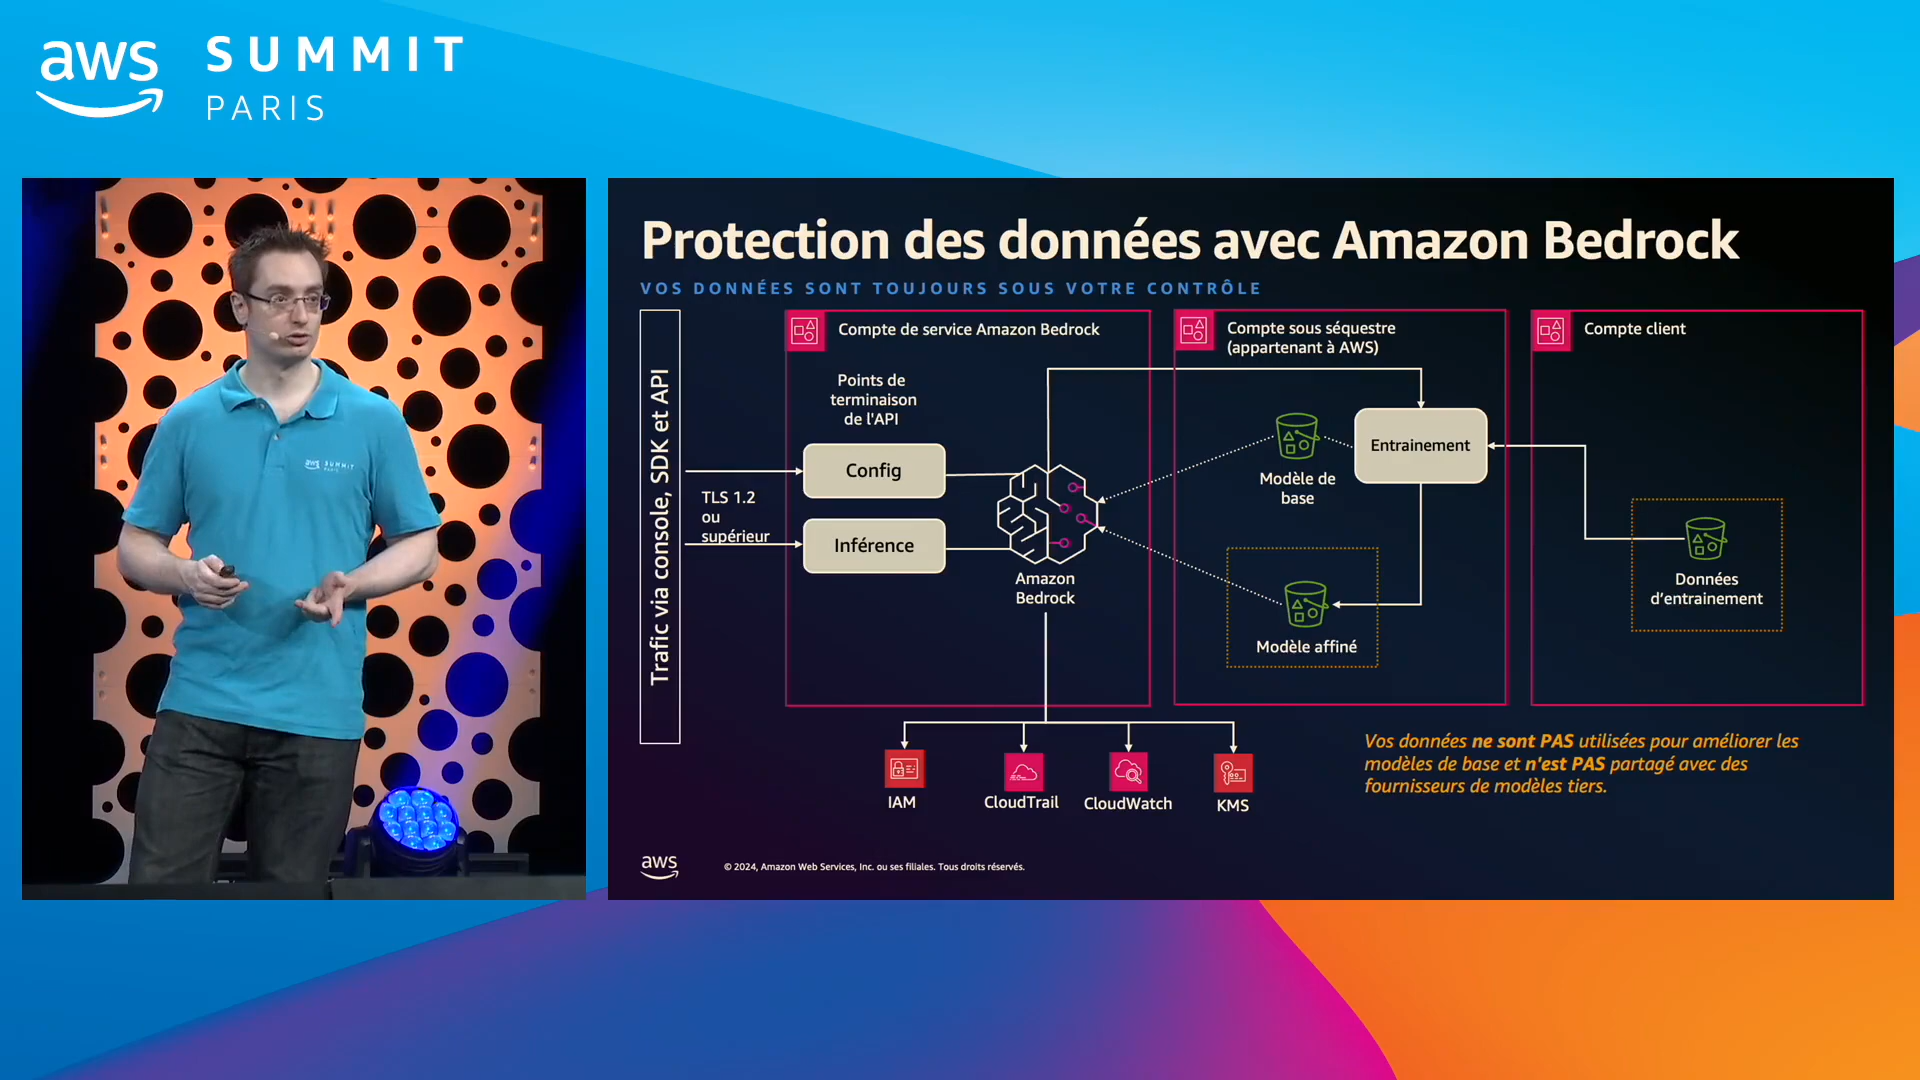 aws SUMMIT
PARIS
aws SUMMIT
PARIS
Protection des données avec Amazon Bedrock
VOS DONNÉES SONT TOUJOURS SOUS VOTRE CONTRÔLE
Trafic via console, SDK et API
TLS 1.2
ou
supérieur
Compte de service Amazon Bedrock
Points de
terminaison
de l'API
Config
Inférence
Amazon
Bedrock
Compte sous séquestre
(appartenant à AWS)
Modèle de
base
Entrainement
Modèle affiné
Compte client
Données
d’entrainement
IAM
CloudTrail
CloudWatch
KMS
Vos données ne sont PAS utilisées pour améliorer les
modèles de base et n'est PAS partagé avec des
fournisseurs de modèles tiers.
aws
© 2024, Amazon Web Services, Inc. ou ses filiales. Tous droits réservés.